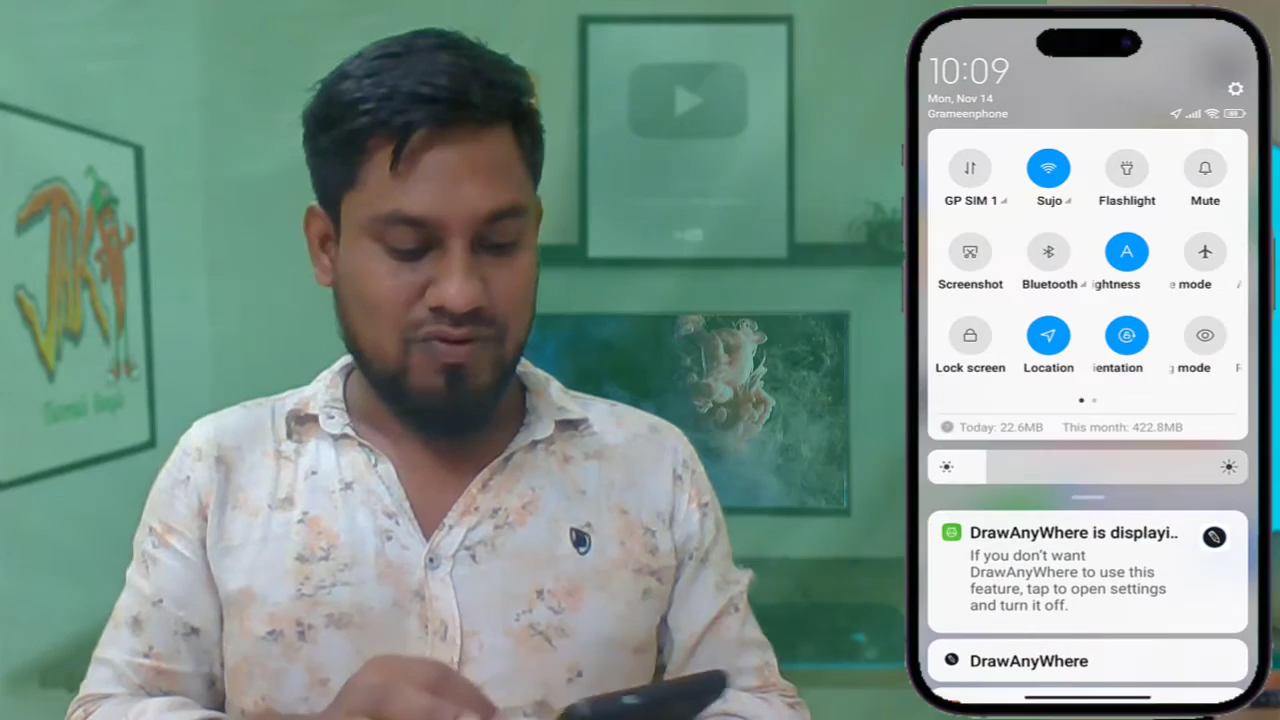 10:09
Mon, Nov 14
Grameenphone
GP SIM 1
Sujo
Flashlight
Mute
Screenshot
Bluetooth
ightness
e mode
Lock screen
Location
ientation
g mode
Today: 22.6MB
This month: 422.8MB
DrawAnyWhere is displayi..
If you don't want
DrawAnyWhere to use this
feature, tap to open settings
and turn it off.
DrawAnyWhere